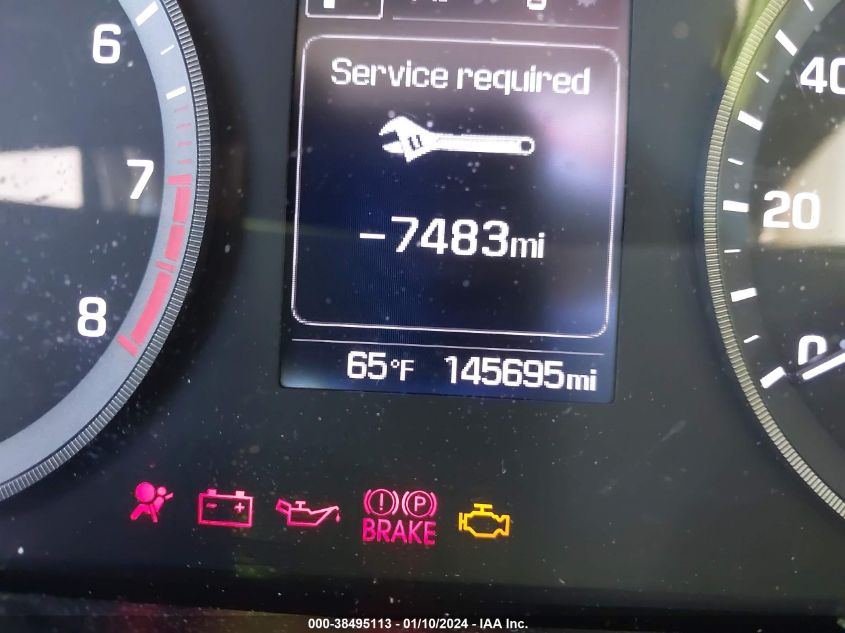 6
7
8
Service required
-7483mi
65°F 145695mi
40
20
0
(!) (P)
BRAKE
000-38495113 - 01/10/2024 - IAA Inc.